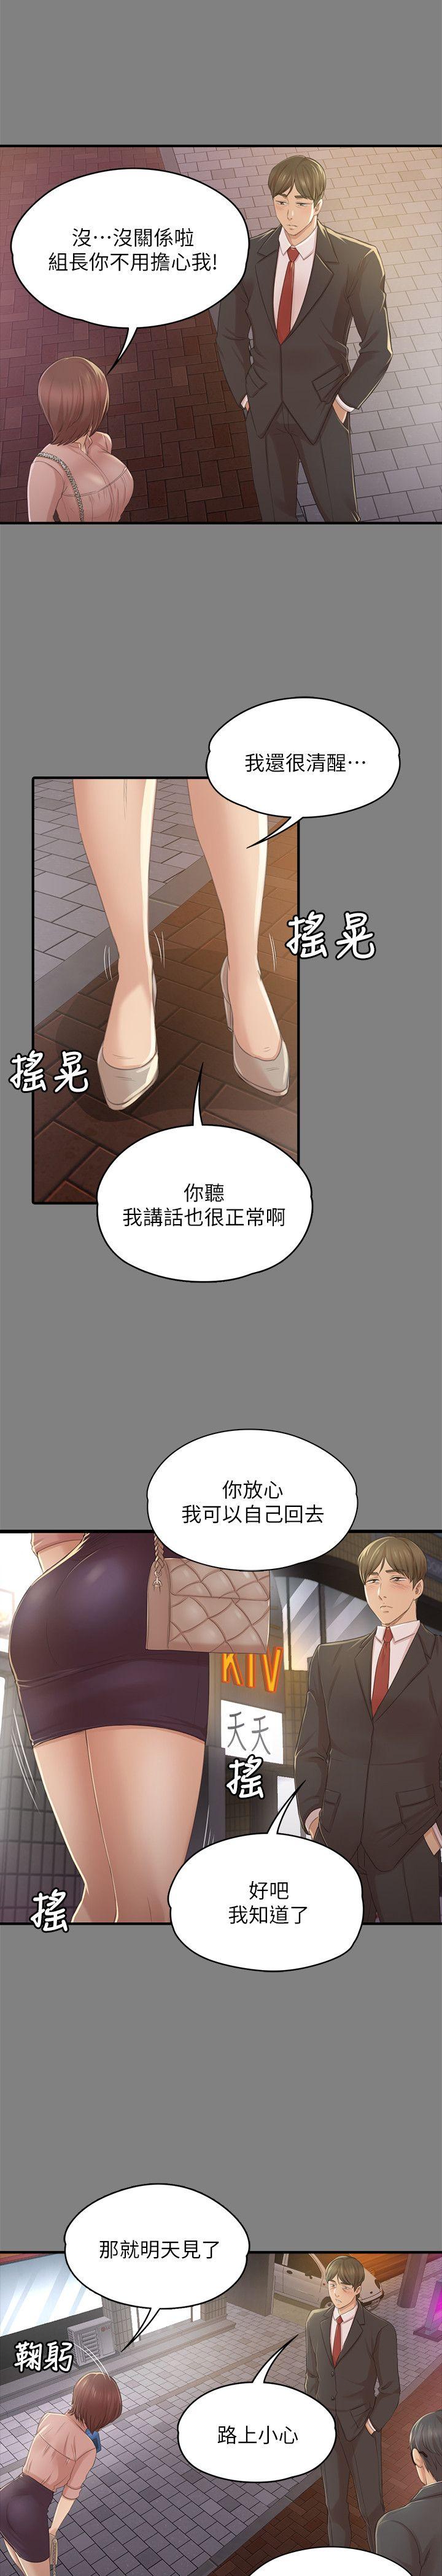 沒⋯沒關係啦
組長你不用擔心我!
我還很清醒⋯
搖晃
搖晃
你聽
我講話也很正常啊
你放心
我可以自己回去
KTV
天天
搖
好吧
我知道了
搖
那就明天見了
鞠躬
路上小心